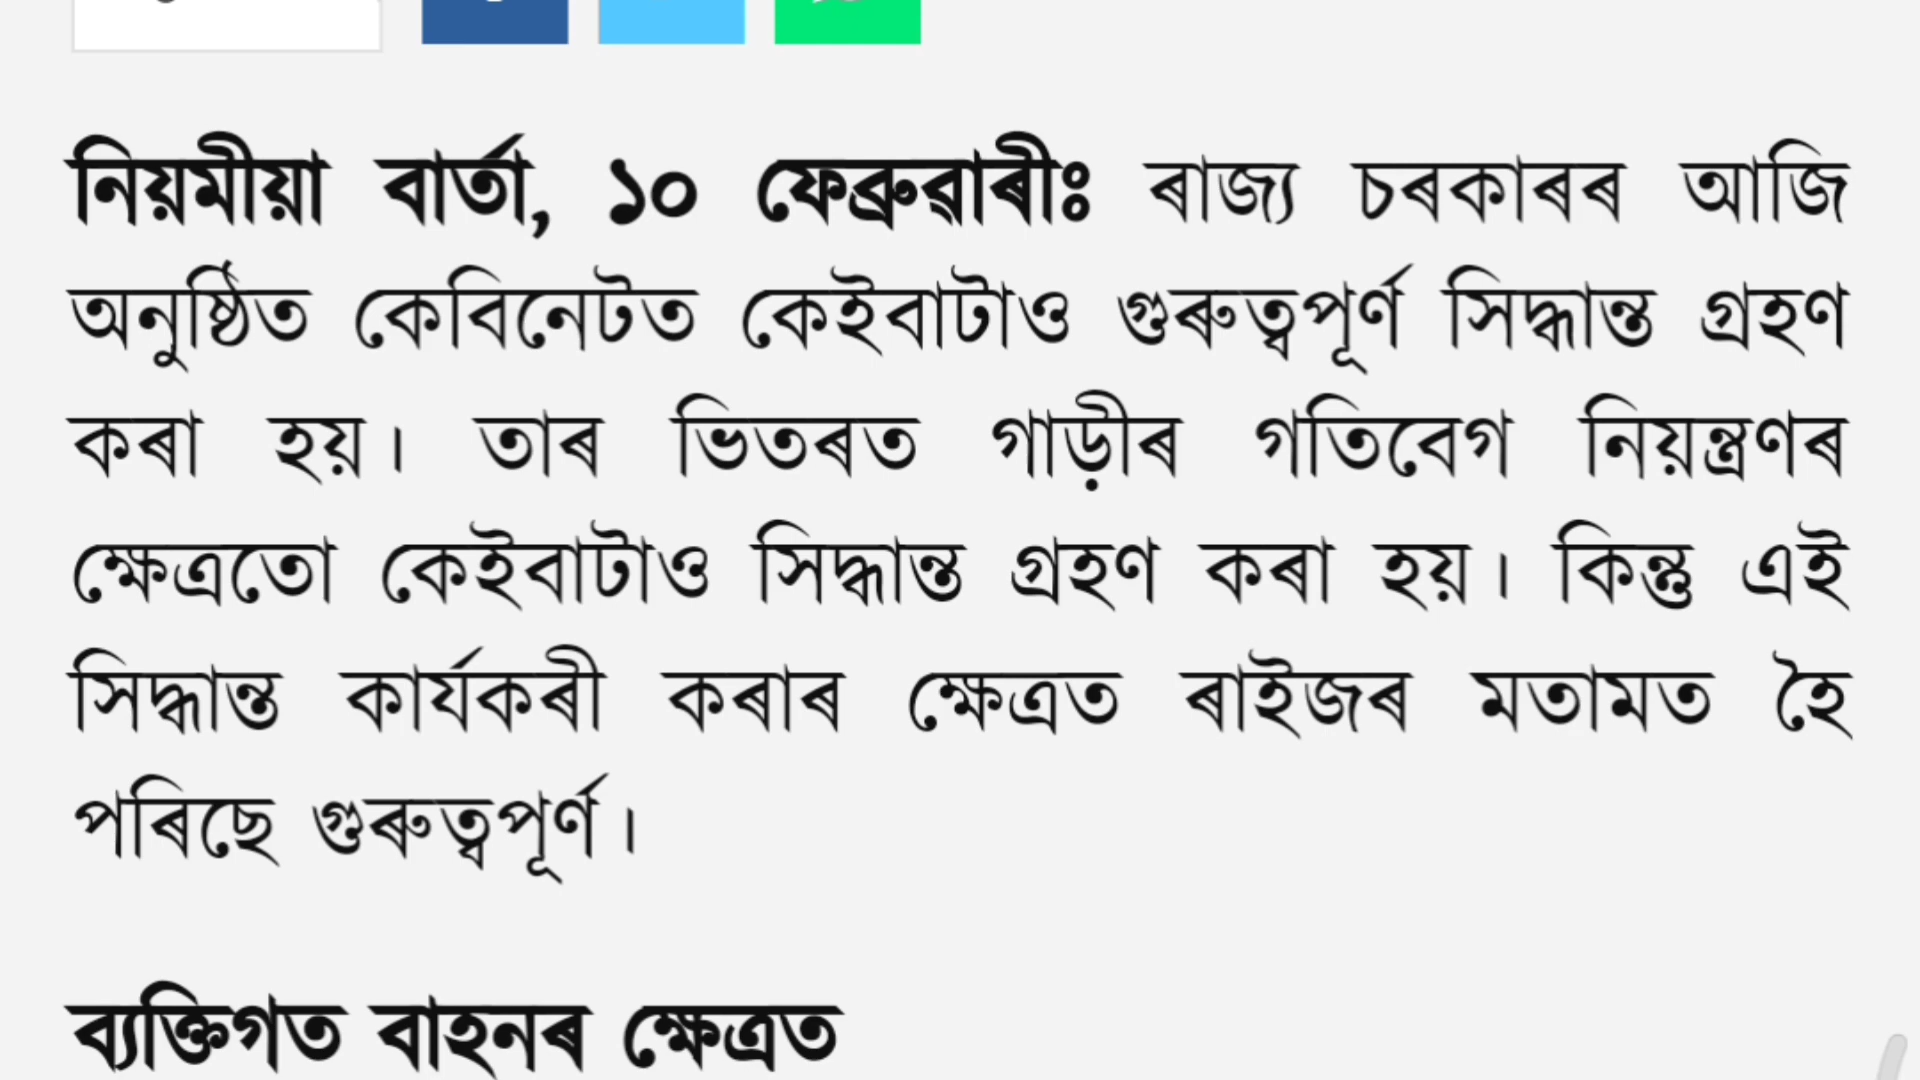 নিয়মীয়া বাৰ্তা, ১০ ফেব্ৰুৱাৰীঃ ৰাজ্য চৰকাৰৰ আজি
অনুষ্ঠিত কেবিনেটত কেইবাটাও গুৰুত্বপূৰ্ণ সিদ্ধান্ত গ্ৰহণ
কৰা হয়। তাৰ ভিতৰত গাড়ীৰ গতিবেগ নিয়ন্ত্ৰণৰ
ক্ষেত্ৰতো কেইবাটাও সিদ্ধান্ত গ্ৰহণ কৰা হয়। কিন্তু এই
সিদ্ধান্ত কাৰ্যকৰী কৰাৰ ক্ষেত্ৰত ৰাইজৰ মতামত হৈ
পৰিছে গুৰুত্বপূৰ্ণ।
ব্যক্তিগত বাহনৰ ক্ষেত্ৰত